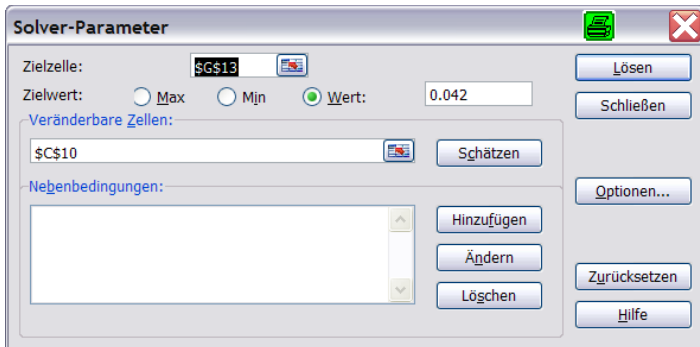 Solver-Parameter
Zielzelle: $G$13
Lösen
Zielwert: Max Min Wert: 0.042
Schließen
Veränderbare Zellen:
$C$10
Schätzen
Nebenbedingungen:
Optionen...
Hinzufügen
Ändern
Zurücksetzen
Löschen
Hilfe